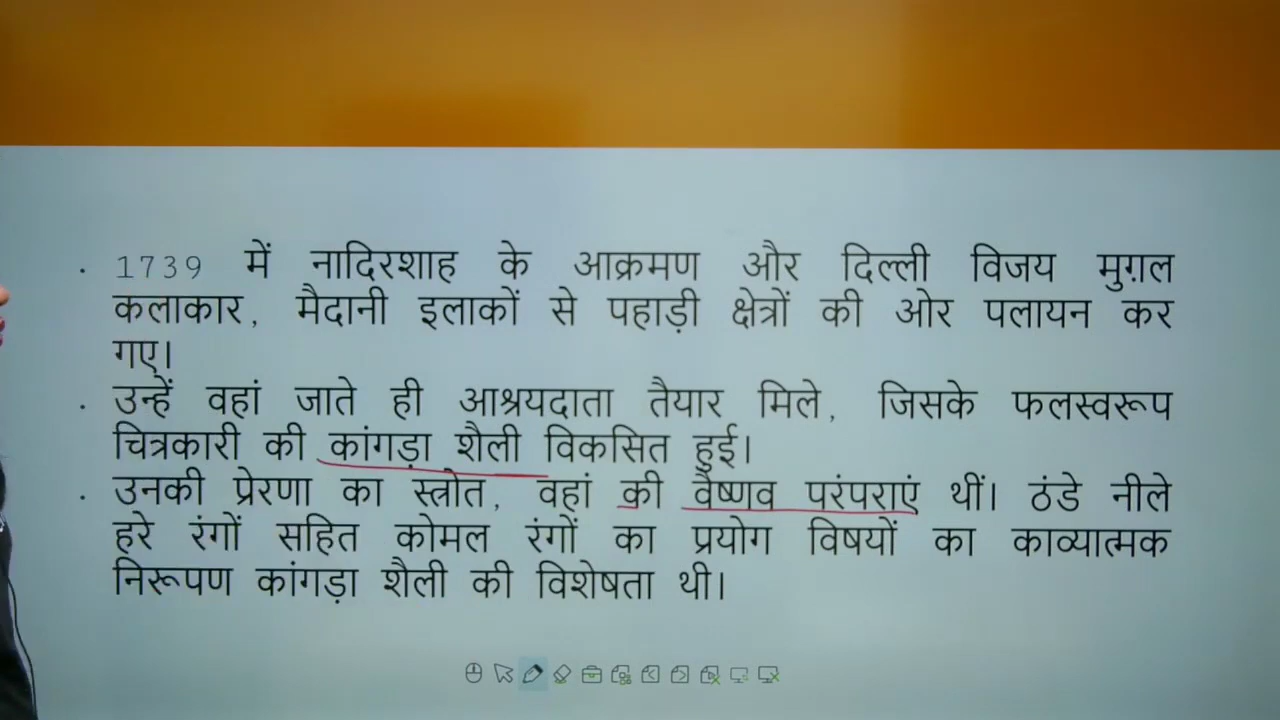 . 1739 में नादिरशाह के आक्रमण और दिल्ली विजय मुग़ल
कलाकार, मैदानी इलाकों से पहाड़ी क्षेत्रों की ओर पलायन कर
गए।
. उन्हें वहां जाते ही आश्रयदाता तैयार मिले, जिसके फलस्वरूप
चित्रकारी की कांगड़ा शैली विकसित हुई।
. उनकी प्रेरणा का स्त्रोत, वहां की वैष्णव परंपराएं थीं। ठंडे नीले
हरे रंगों सहित कोमल रंगों का प्रयोग विषयों का काव्यात्मक
निरूपण कांगड़ा शैली की विशेषता थी।